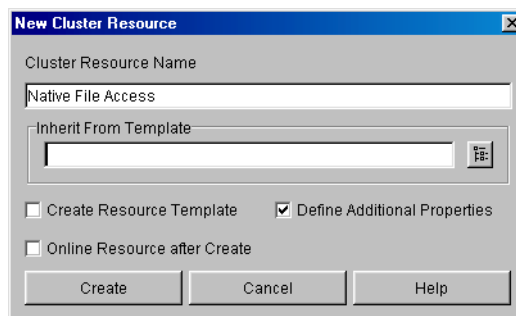 New Cluster Resource
Cluster Resource Name
Native File Access
Inherit From Template
Create Resource Template Define Additional Properties
Online Resource after Create
Create Cancel Help